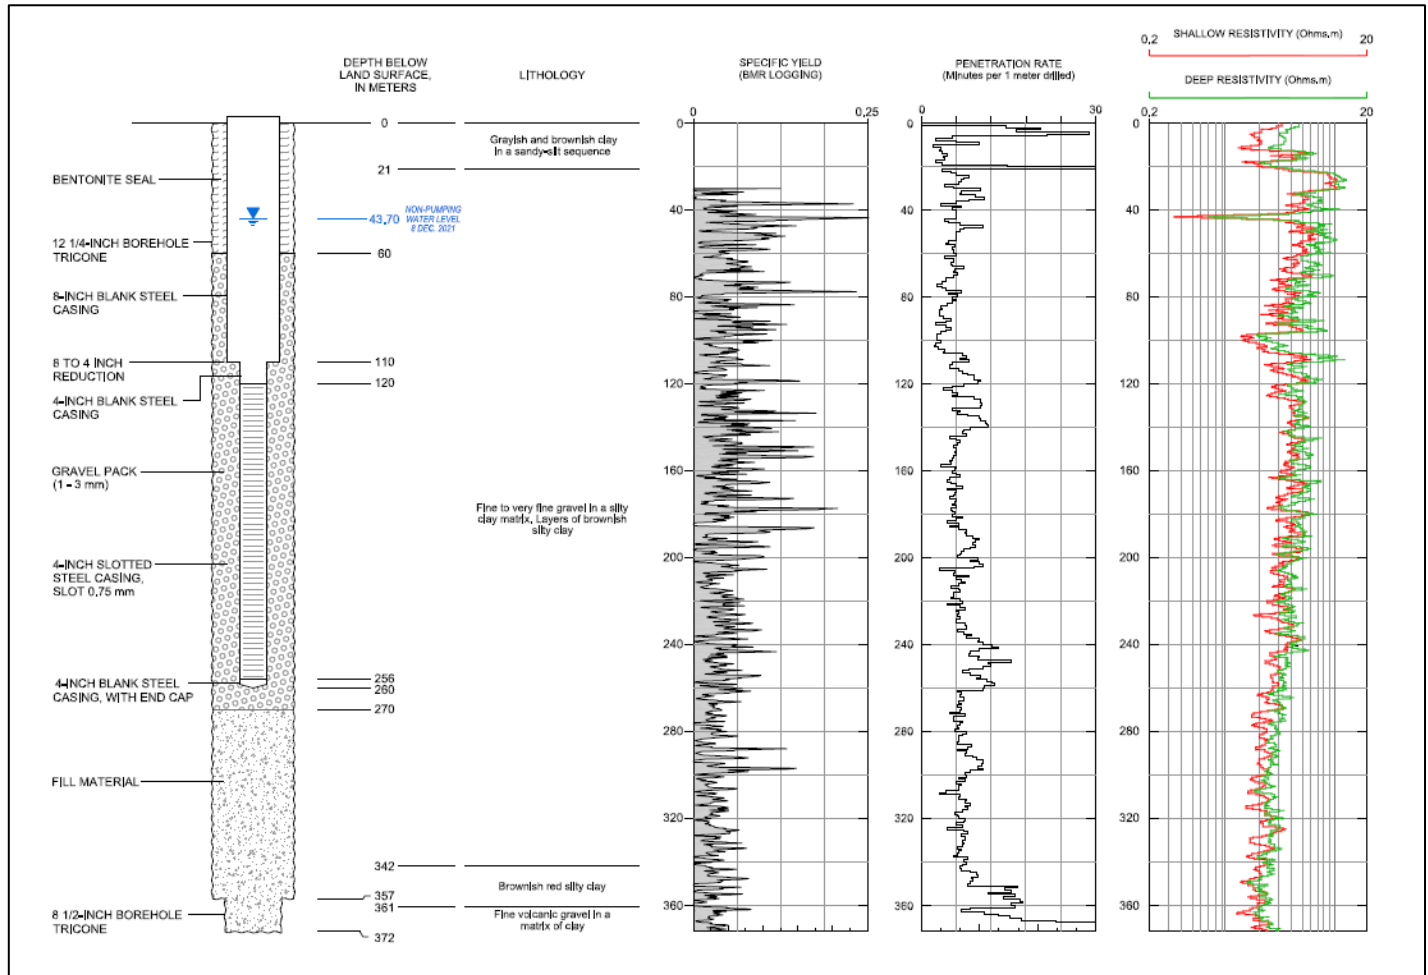 DEPTH BELOW
LAND SURFACE,
IN METERS
LITHOLOGY
SPECIFIC YIELD
(BMR LOGGING)
PENETRATION RATE
(Minutes per 1 meter drilled)
0.2
SHALLOW RESISTIVITY (Ohms.m)
20
DEEP RESISTIVITY (Ohms.m)
0.2
20
0
0.25
0
30
0
21
43.70
NON-PUMPING
WATER LEVEL
8 DEC. 2021
60
110
120
256
260
270
342
357
361
372
BENTONITE SEAL
12 1/4-INCH BOREHOLE
TRICONE
8-INCH BLANK STEEL
CASING
8 TO 4 INCH
REDUCTION
4-INCH BLANK STEEL
CASING
GRAVEL PACK
(1 - 3 mm)
4-INCH SLOTTED
STEEL CASING,
SLOT 0.75 mm
4-INCH BLANK STEEL
CASING, WITH END CAP
FILL MATERIAL
8 1/2-INCH BOREHOLE
TRICONE
Grayish and brownish clay
in a sandy-silt sequence
Fine to very fine gravel in a silty
clay matrix, Layers of brownish
silty clay
Brownish red silty clay
Fine volcanic gravel in a
matrix of clay
0
40
80
120
160
200
240
280
320
360
0
40
80
120
160
200
240
280
320
360
0
40
80
120
160
200
240
280
320
360